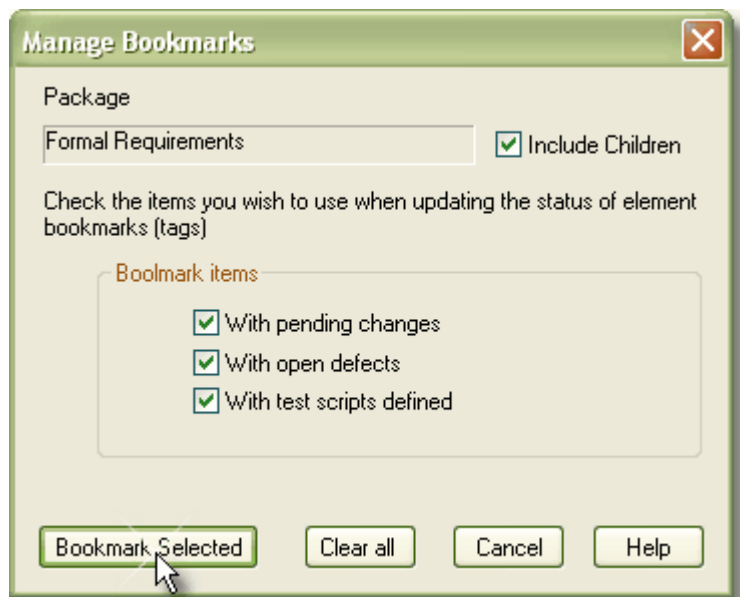 Manage Bookmarks
Package
Formal Requirements
Include Children
Check the items you wish to use when updating the status of element
bookmarks (tags)
Boolmark items
With pending changes
With open defects
With test scripts defined
Bookmark Selected
Clear all
Cancel
Help